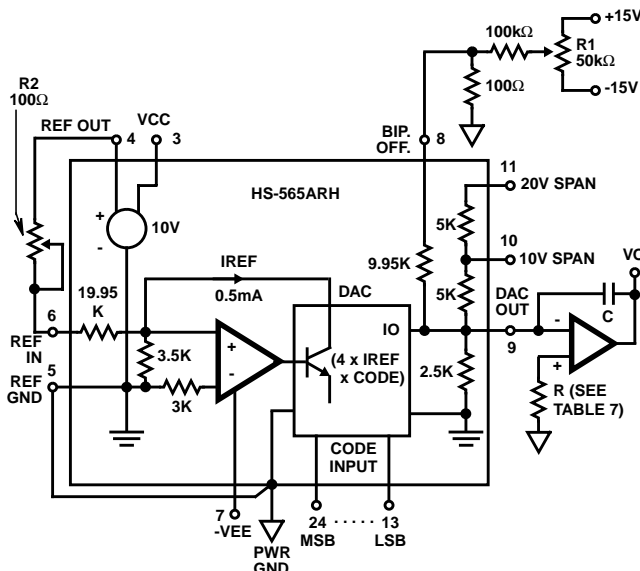 +15V
100kΩ
R1
50kΩ
-15V
100Ω
R2
100Ω
REF OUT
4
VCC
3
BIP.
OFF.
8
HS-565ARH
11
20V SPAN
5K
10
10V SPAN
5K
+
-
10V
9.95K
IREF
0.5mA
DAC
IO
(4 x IREF
x CODE)
DAC
OUT
9
VO
C
-
+
R (SEE
TABLE 7)
19.95
K
6
REF
IN
3.5K
+
-
5
REF
GND
3K
2.5K
CODE
INPUT
7
-VEE
PWR
GND
24 . . . . . 13
MSB
LSB